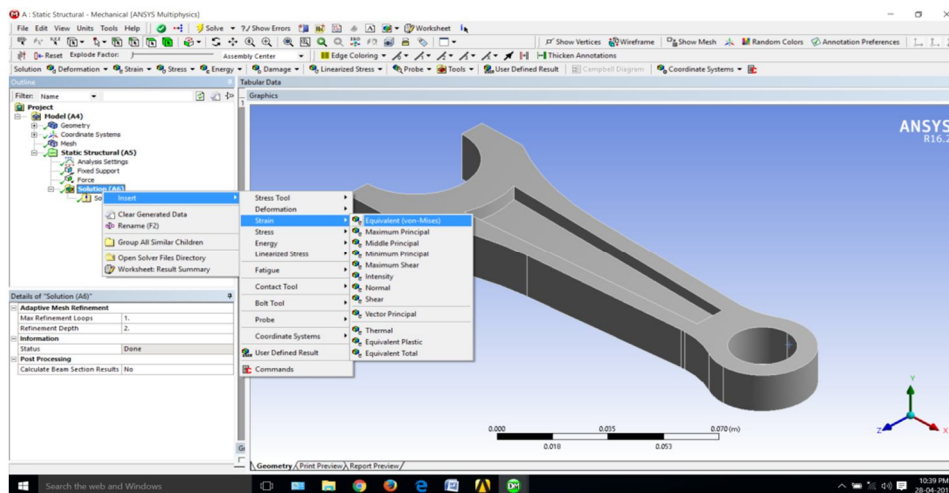 A : Static Structural - Mechanical [ANSYS Multiphysics]
File Edit View Units Tools Help Solve ?/ Show Errors Worksheet
Show Vertices Wireframe Show Mesh Random Colors Annotation Preferences
Reset Explode Factor: Assembly Center Edge Coloring Thicken Annotations
Solution Deformation Strain Stress Energy Damage Linearized Stress Probe Tools User Defined Result Campbell Diagram Coordinate Systems
Outline
Filter: Name
Project
Model (A4)
Geometry
Coordinate Systems
Mesh
Static Structural (A5)
Analysis Settings
Fixed Support
Force
Solution (A6)
So
Insert
Clear Generated Data
Rename (F2)
Group All Similar Children
Open Solver Files Directory
Worksheet: Result Summary
Stress Tool
Deformation
Strain
Stress
Energy
Linearized Stress
Fatigue
Contact Tool
Bolt Tool
Probe
Coordinate Systems
User Defined Result
Commands
Equivalent (von-Mises)
Maximum Principal
Middle Principal
Minimum Principal
Maximum Shear
Intensity
Normal
Shear
Vector Principal
Thermal
Equivalent Plastic
Equivalent Total
Details of "Solution (A6)"
Adaptive Mesh Refinement
Max Refinement Loops 1.
Refinement Depth 2.
Information
Status Done
Post Processing
Calculate Beam Section Results No
Tabular Data
1
Graphics
ANSYS
R16.2
0.000 0.035 0.070 (m)
0.018 0.053
Y
Z X
Geometry Print Preview Report Preview
Search the web and Windows
10:39 PM